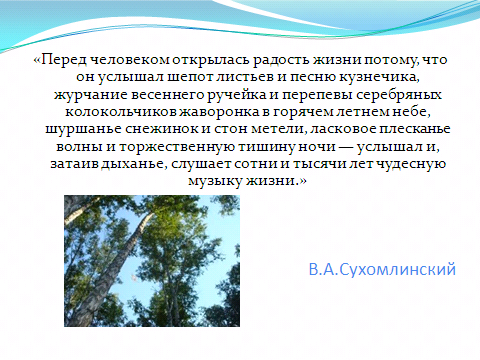 «Перед человеком открылась радость жизни потому, что
он услышал шепот листьев и песню кузнечика,
журчание весеннего ручейка и перепевы серебряных
колокольчиков жаворонка в горячем летнем небе,
шуршанье снежинок и стон метели, ласковое плесканье
волны и торжественную тишину ночи — услышал и,
затаив дыханье, слушает сотни и тысячи лет чудесную
музыку жизни.»
В.А.Сухомлинский